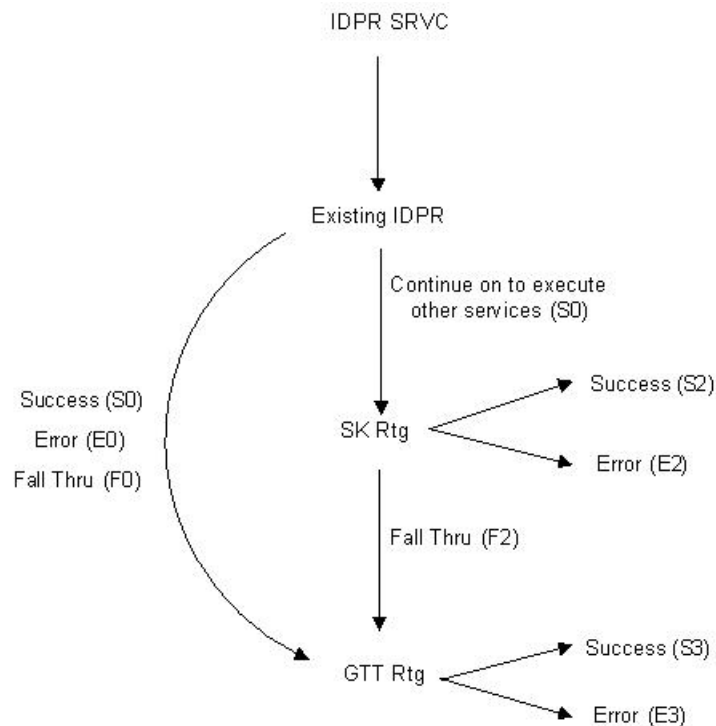 IDPR SRVC
Existing IDPR
Continue on to execute
other services (S0)
Success (S0)
Error (E0)
Fall Thru (F0)
SK Rtg
Success (S2)
Error (E2)
Fall Thru (F2)
GTT Rtg
Success (S3)
Error (E3)